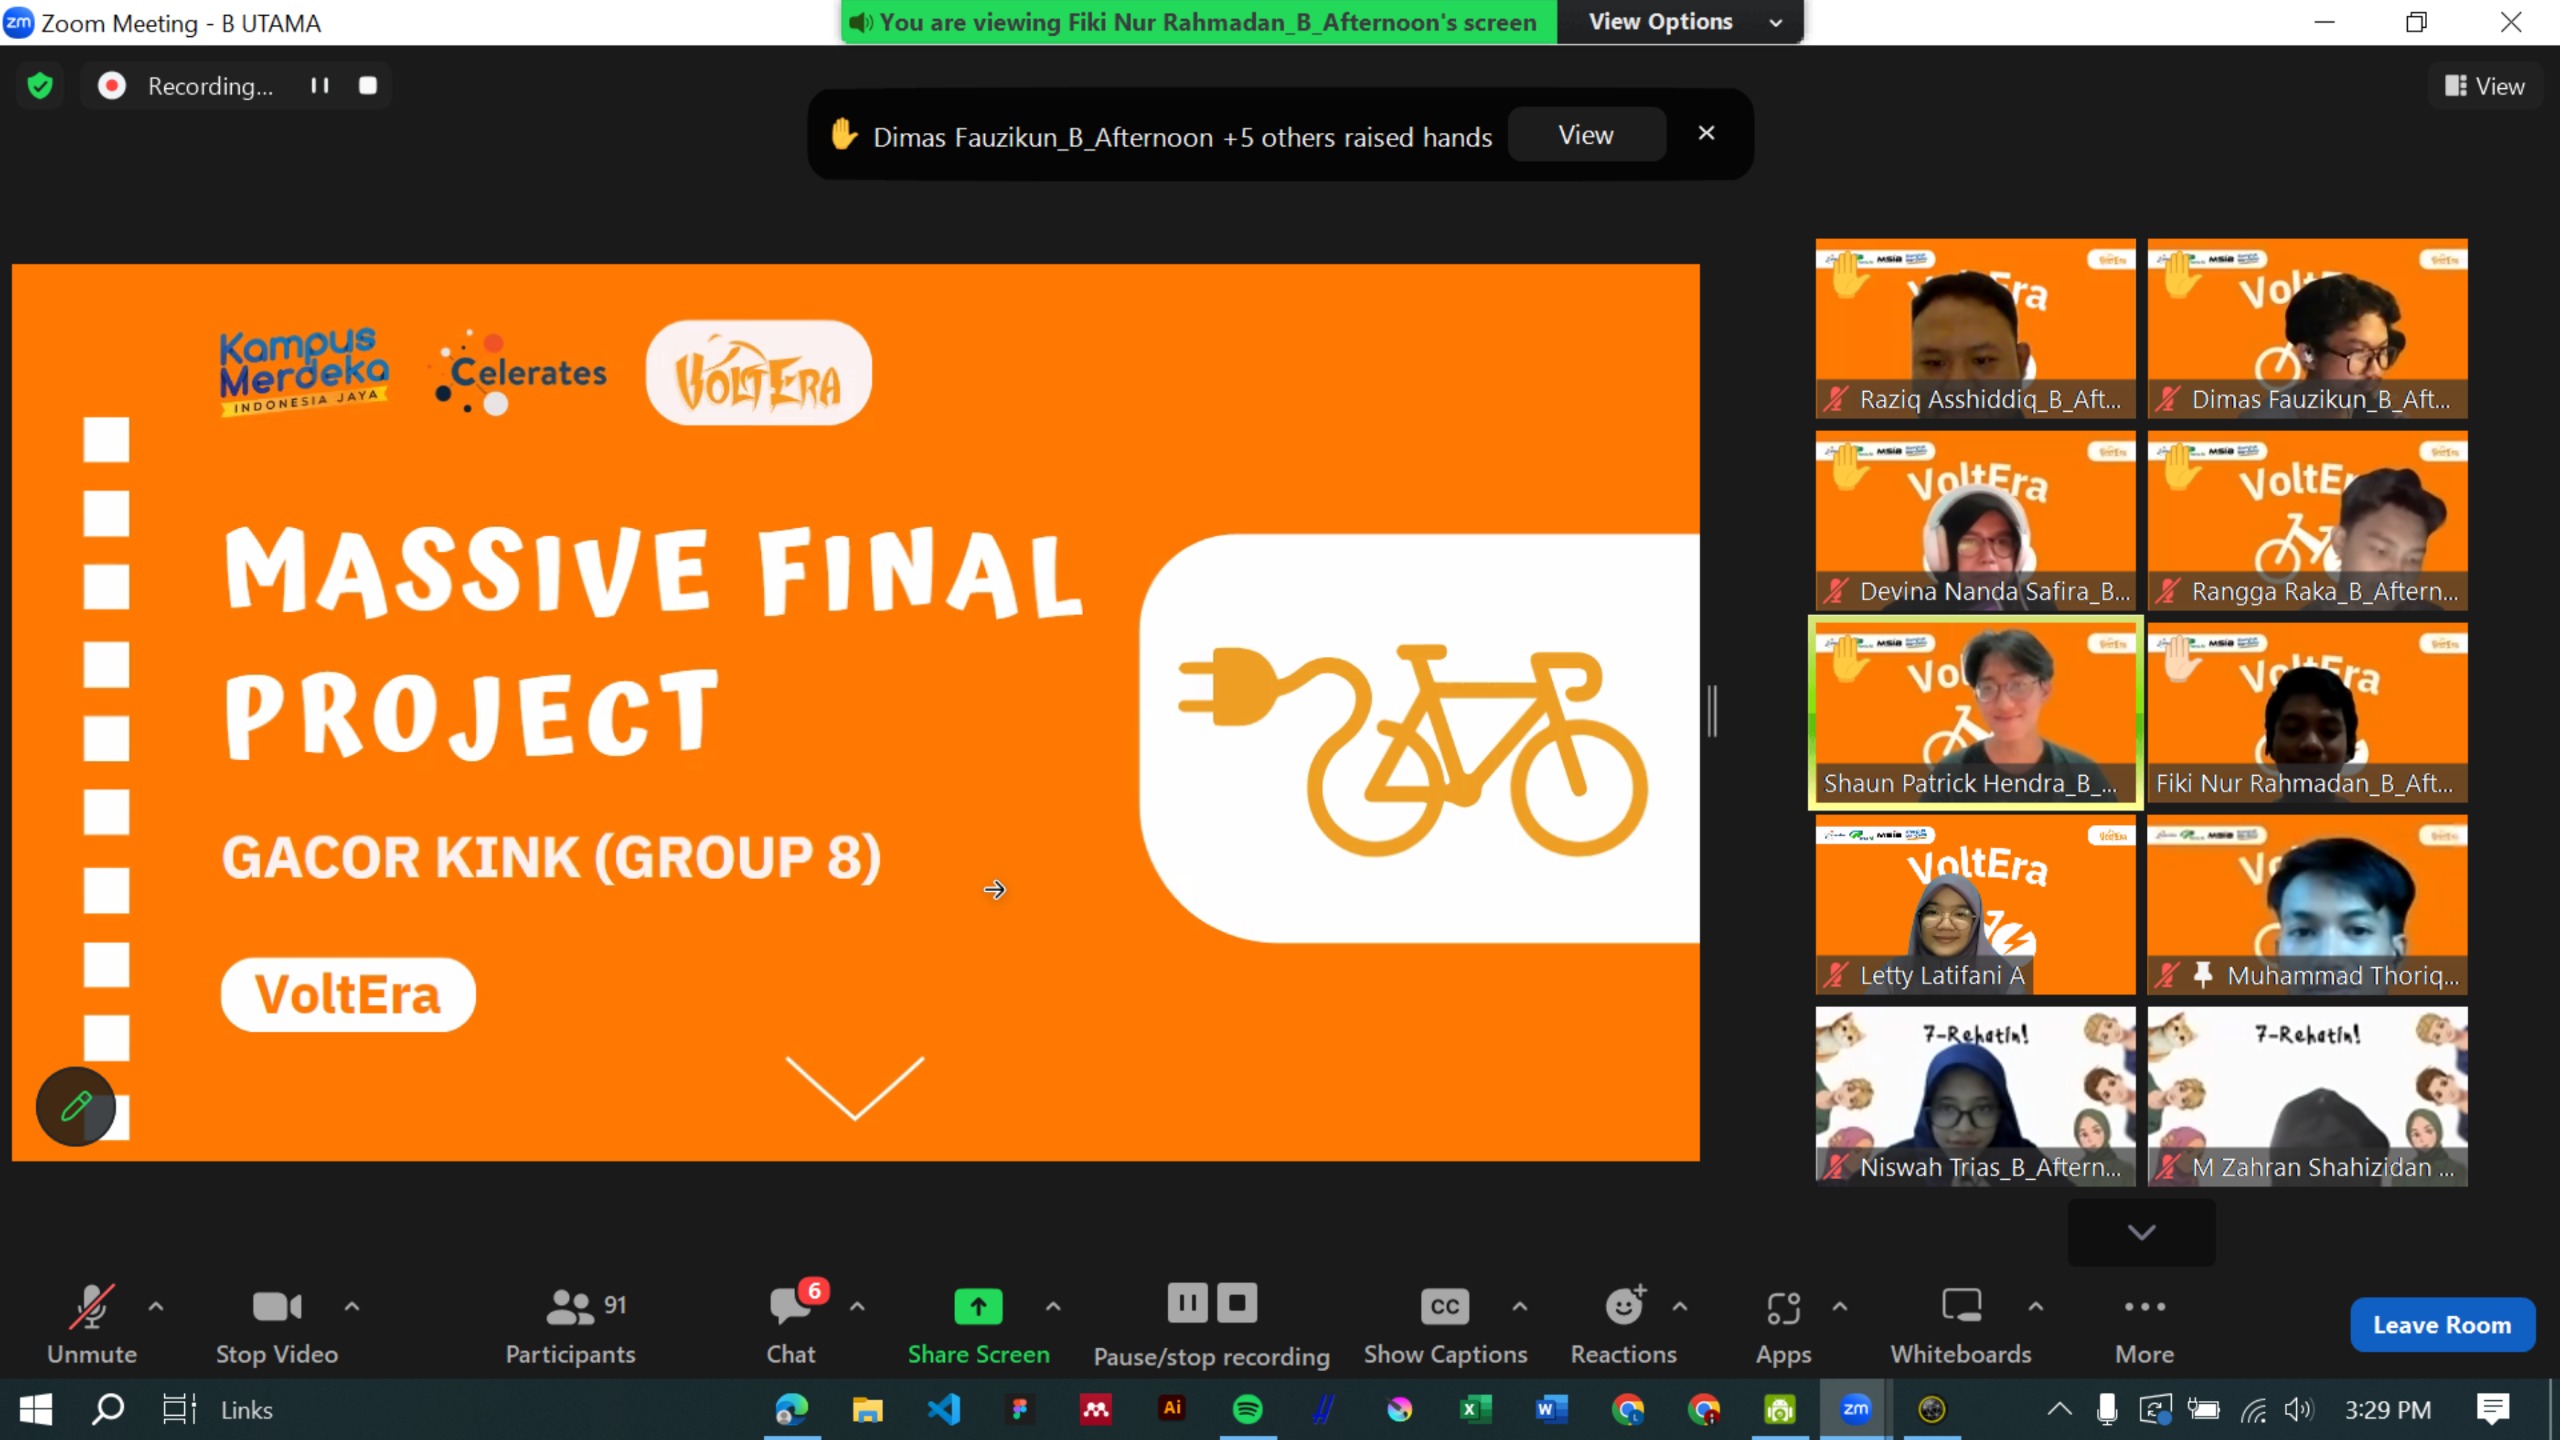 Zoom Meeting - B UTAMA
You are viewing Fiki Nur Rahmadan_B_Afternoon's screen
View Options
Recording...
View
Dimas Fauzikun_B_Afternoon +5 others raised hands
View
Kampus
Merdeka
INDONESIA JAYA
Celerates
VOLTERA
MASSIVE FINAL
PROJECT
GACOR KINK (GROUP 8)
VoltEra
Raziq Asshiddiq_B_Aft...
Dimas Fauzikun_B_Aft...
VoltEra
Devina Nanda Safira_B...
Rangga Raka_B_Aftern...
Shaun Patrick Hendra_B_...
Fiki Nur Rahmadan_B_Aft...
VoltEra
Letty Latifani A
Muhammad Thoriq...
7-Rehatin!
Niswah Trias_B_Aftern...
7-Rehatin!
M Zahran Shahizidan ...
Unmute
Stop Video
91
Participants
6
Chat
Share Screen
Pause/stop recording
CC
Show Captions
Reactions
Apps
Whiteboards
More
Leave Room
Links
Ai
zm
3:29 PM